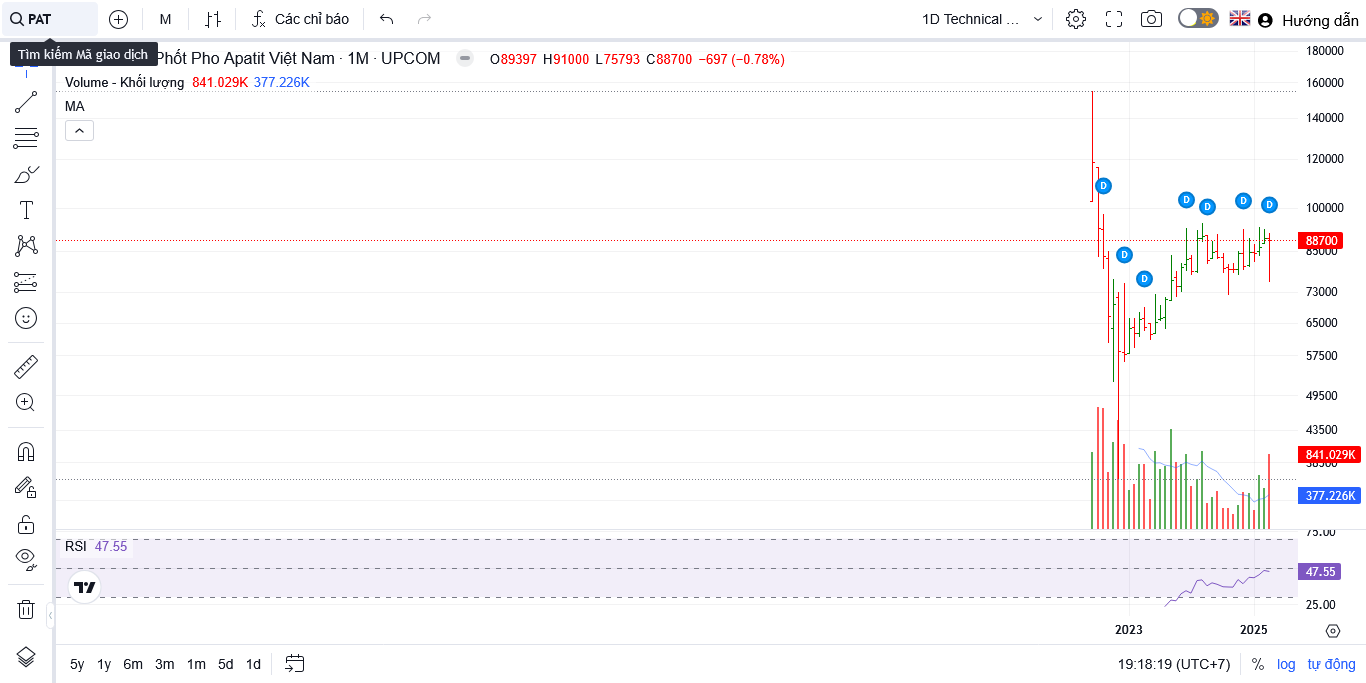 PAT
M
Các chỉ báo
1D Technical ...
Hướng dẫn
Tìm kiếm Mã giao dịch
Phốt Pho Apatit Việt Nam · 1M · UPCOM
O89397 H91000 L75793 C88700 −697 (−0.78%)
Volume - Khối lượng 841.029K 377.226K
MA
180000
160000
140000
120000
100000
88700
85000
73000
65000
57500
49500
43500
841.029K
38500
377.226K
D
D
D
D
D
D
D
RSI 47.55
75.00
47.55
25.00
2023
2025
5y 1y 6m 3m 1m 5d 1d
19:18:19 (UTC+7)
% log tự động